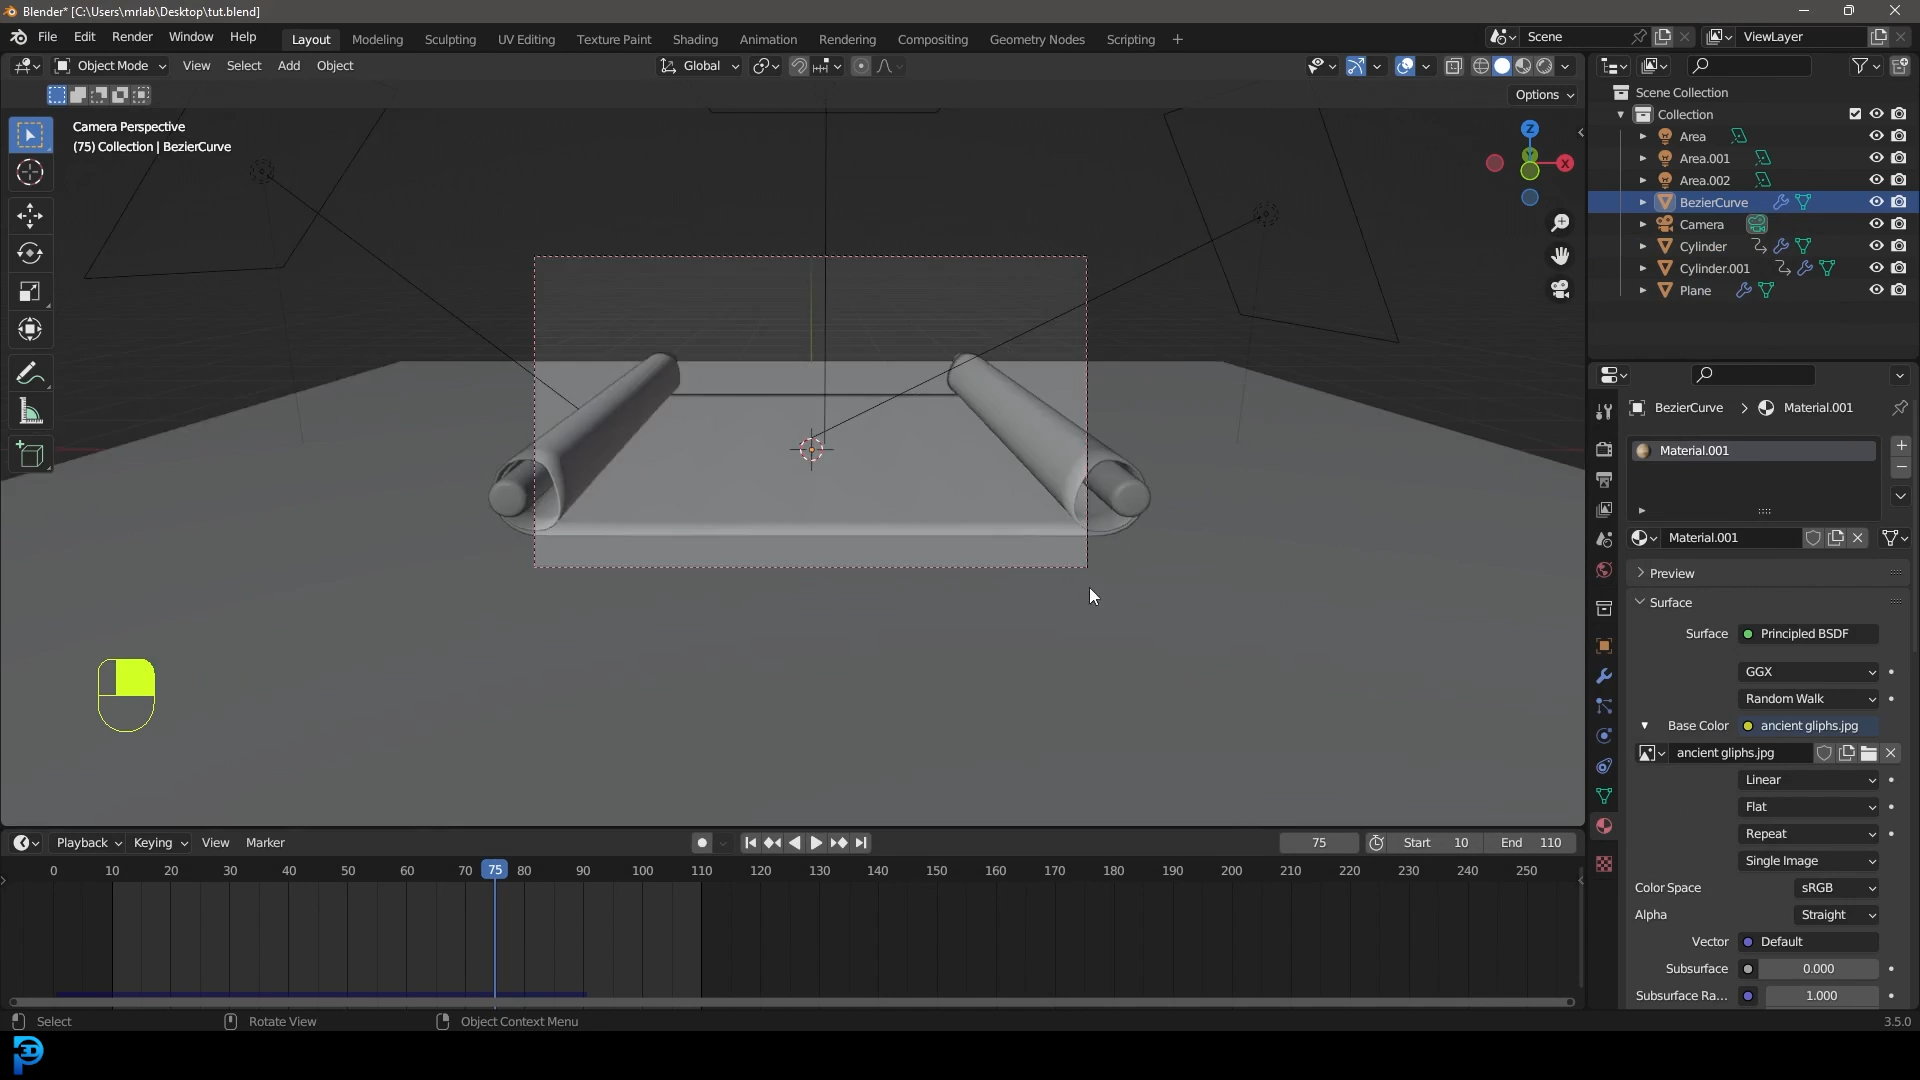 Blender* [C:\Users\mrlab\Desktop\tut.blend]
File Edit Render Window Help Layout Modeling Sculpting UV Editing Texture Paint Shading Animation Rendering Compositing Geometry Nodes Scripting + Scene ViewLayer
Object Mode View Select Add Object Global
Options
Camera Perspective
(75) Collection | BezierCurve
Z
Y
X
Scene Collection
Collection
Area
Area.001
Area.002
BezierCurve
Camera
Cylinder
Cylinder.001
Plane
BezierCurve > Material.001
Material.001
Material.001
Preview
Surface
Surface Principled BSDF
GGX
Random Walk
Base Color ancient gliphs.jpg
ancient gliphs.jpg
Linear
Flat
Repeat
Single Image
Color Space sRGB
Alpha Straight
Vector Default
Subsurface 0.000
Subsurface Ra... 1.000
Playback Keying View Marker 75 Start 10 End 110
0 10 20 30 40 50 60 70 75 80 90 100 110 120 130 140 150 160 170 180 190 200 210 220 230 240 250
Select Rotate View Object Context Menu 3.5.0